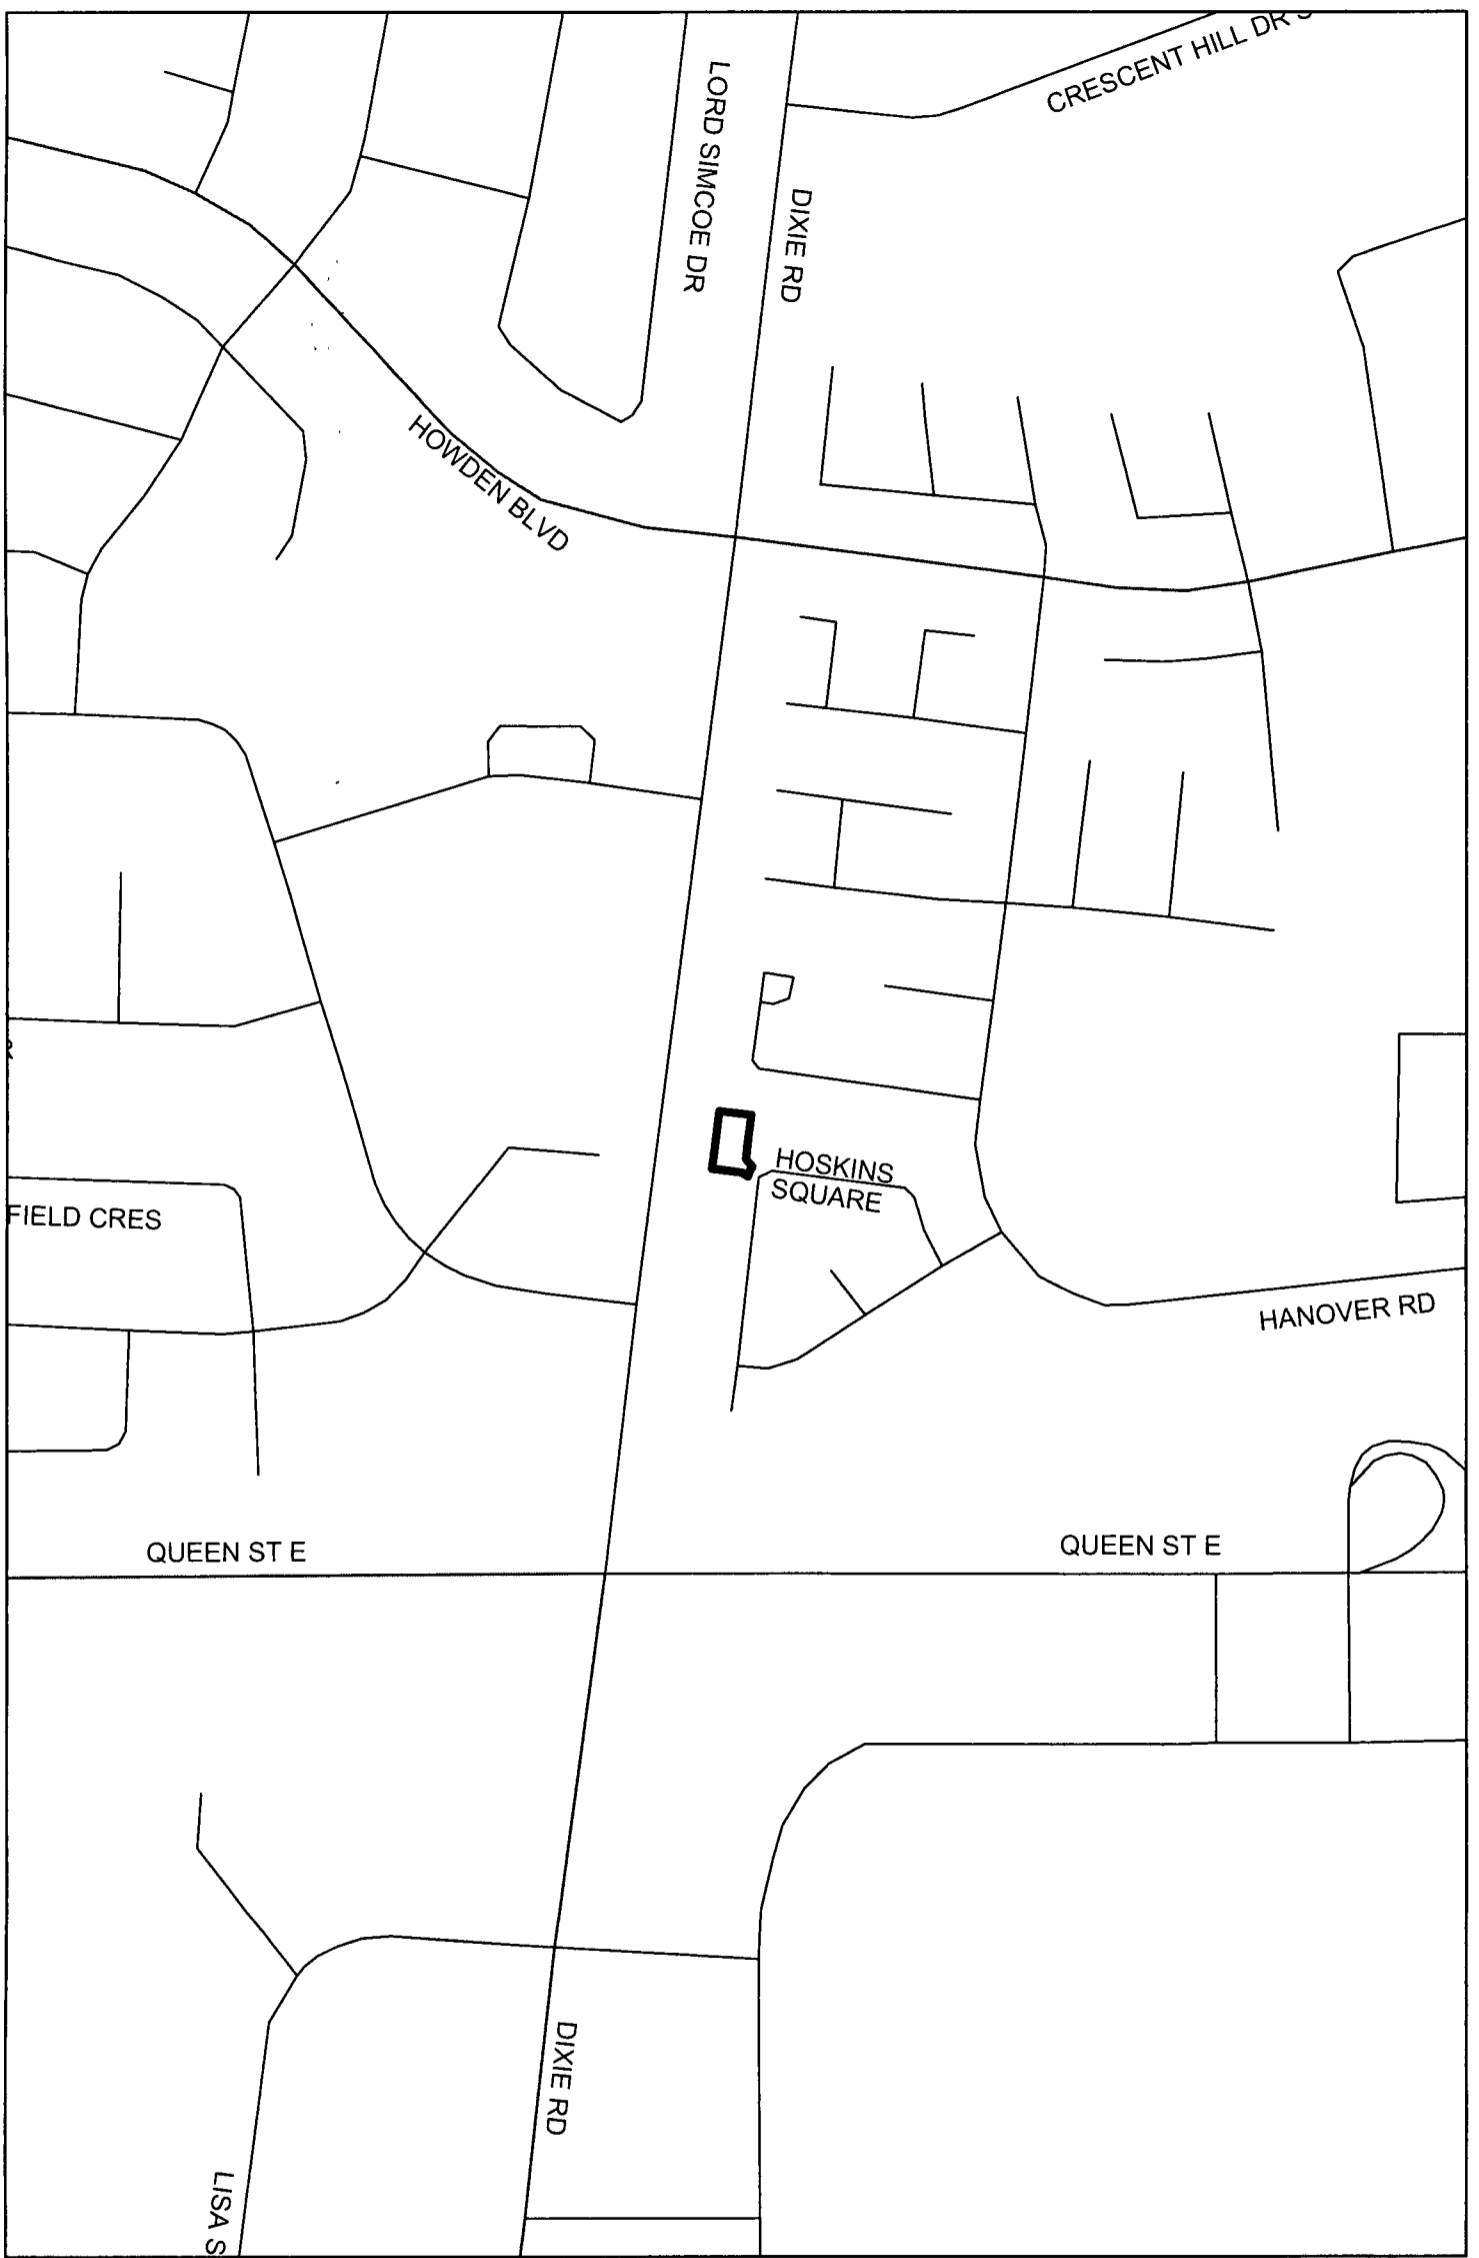 CRESCENT HILL DR S
LORD SIMCOE DR
DIXIE RD
HOWDEN BLVD
HOSKINS
SQUARE
FIELD CRES
HANOVER RD
QUEEN ST E
QUEEN ST E
DIXIE RD
LISA S